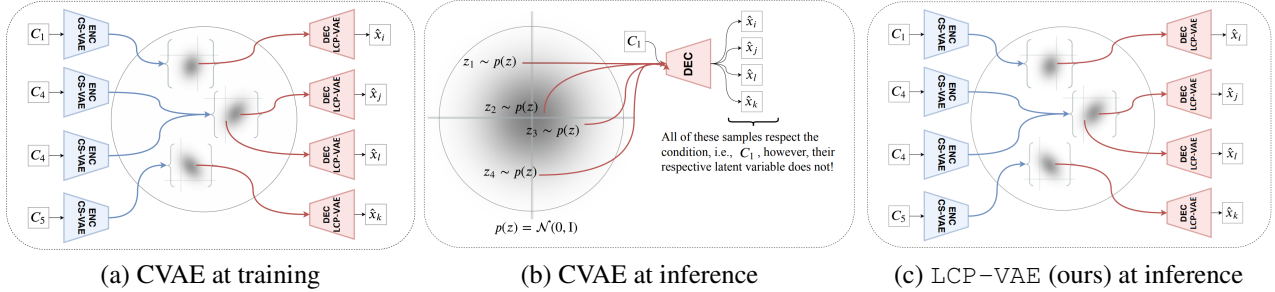 C₁
ENC
CS-VAE
DEC
LCP-VAE
x̂ᵢ
C₄
ENC
CS-VAE
DEC
LCP-VAE
x̂ⱼ
C₄
ENC
CS-VAE
DEC
LCP-VAE
x̂ₗ
C₅
ENC
CS-VAE
DEC
LCP-VAE
x̂ₖ
(a) CVAE at training
z₁ ∼ p(z)
z₂ ∼ p(z)
z₃ ∼ p(z)
z₄ ∼ p(z)
p(z) = 𝒩(0, I)
C₁
DEC
x̂ᵢ
x̂ⱼ
x̂ₗ
x̂ₖ
All of these samples respect the
condition, i.e., C₁, however, their
respective latent variable does not!
(b) CVAE at inference
C₁
ENC
CS-VAE
DEC
LCP-VAE
x̂ᵢ
C₄
ENC
CS-VAE
DEC
LCP-VAE
x̂ⱼ
C₄
ENC
CS-VAE
DEC
LCP-VAE
x̂ₗ
C₅
ENC
CS-VAE
DEC
LCP-VAE
x̂ₖ
(c) LCP-VAE (ours) at inference